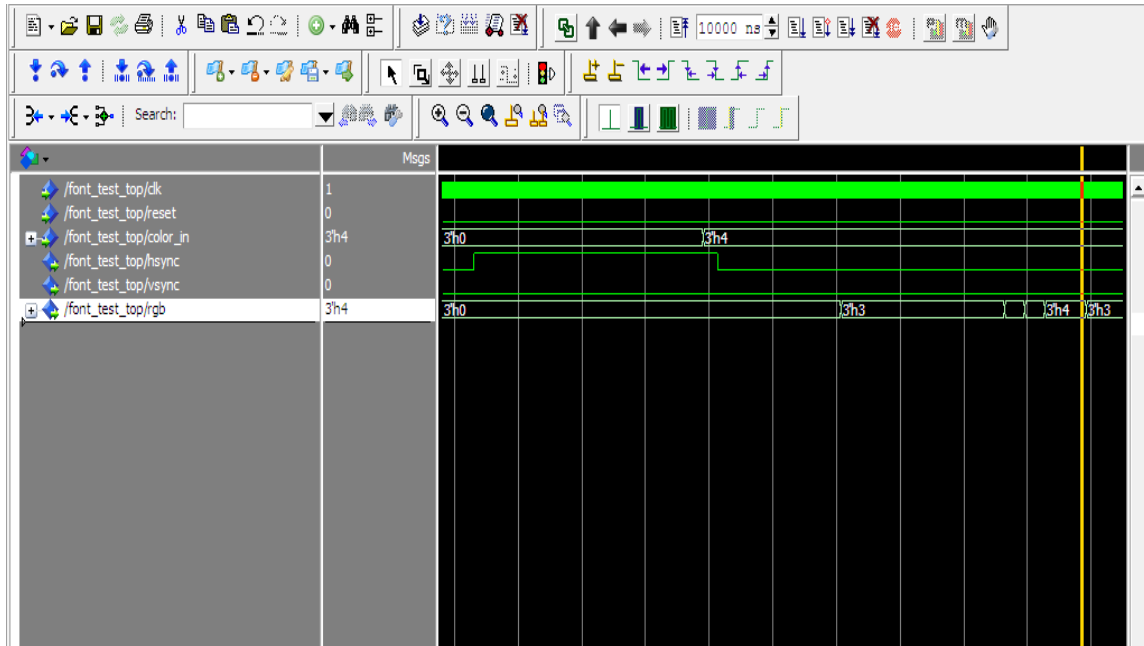 10000 ns
Search:
Msgs
/font_test_top/clk 1
/font_test_top/reset 0
/font_test_top/color_in 3'h4 3'h0 3'h4
/font_test_top/hsync 0
/font_test_top/vsync 0
/font_test_top/rgb 3'h4 3'h0 3'h3 3'h4 3'h3